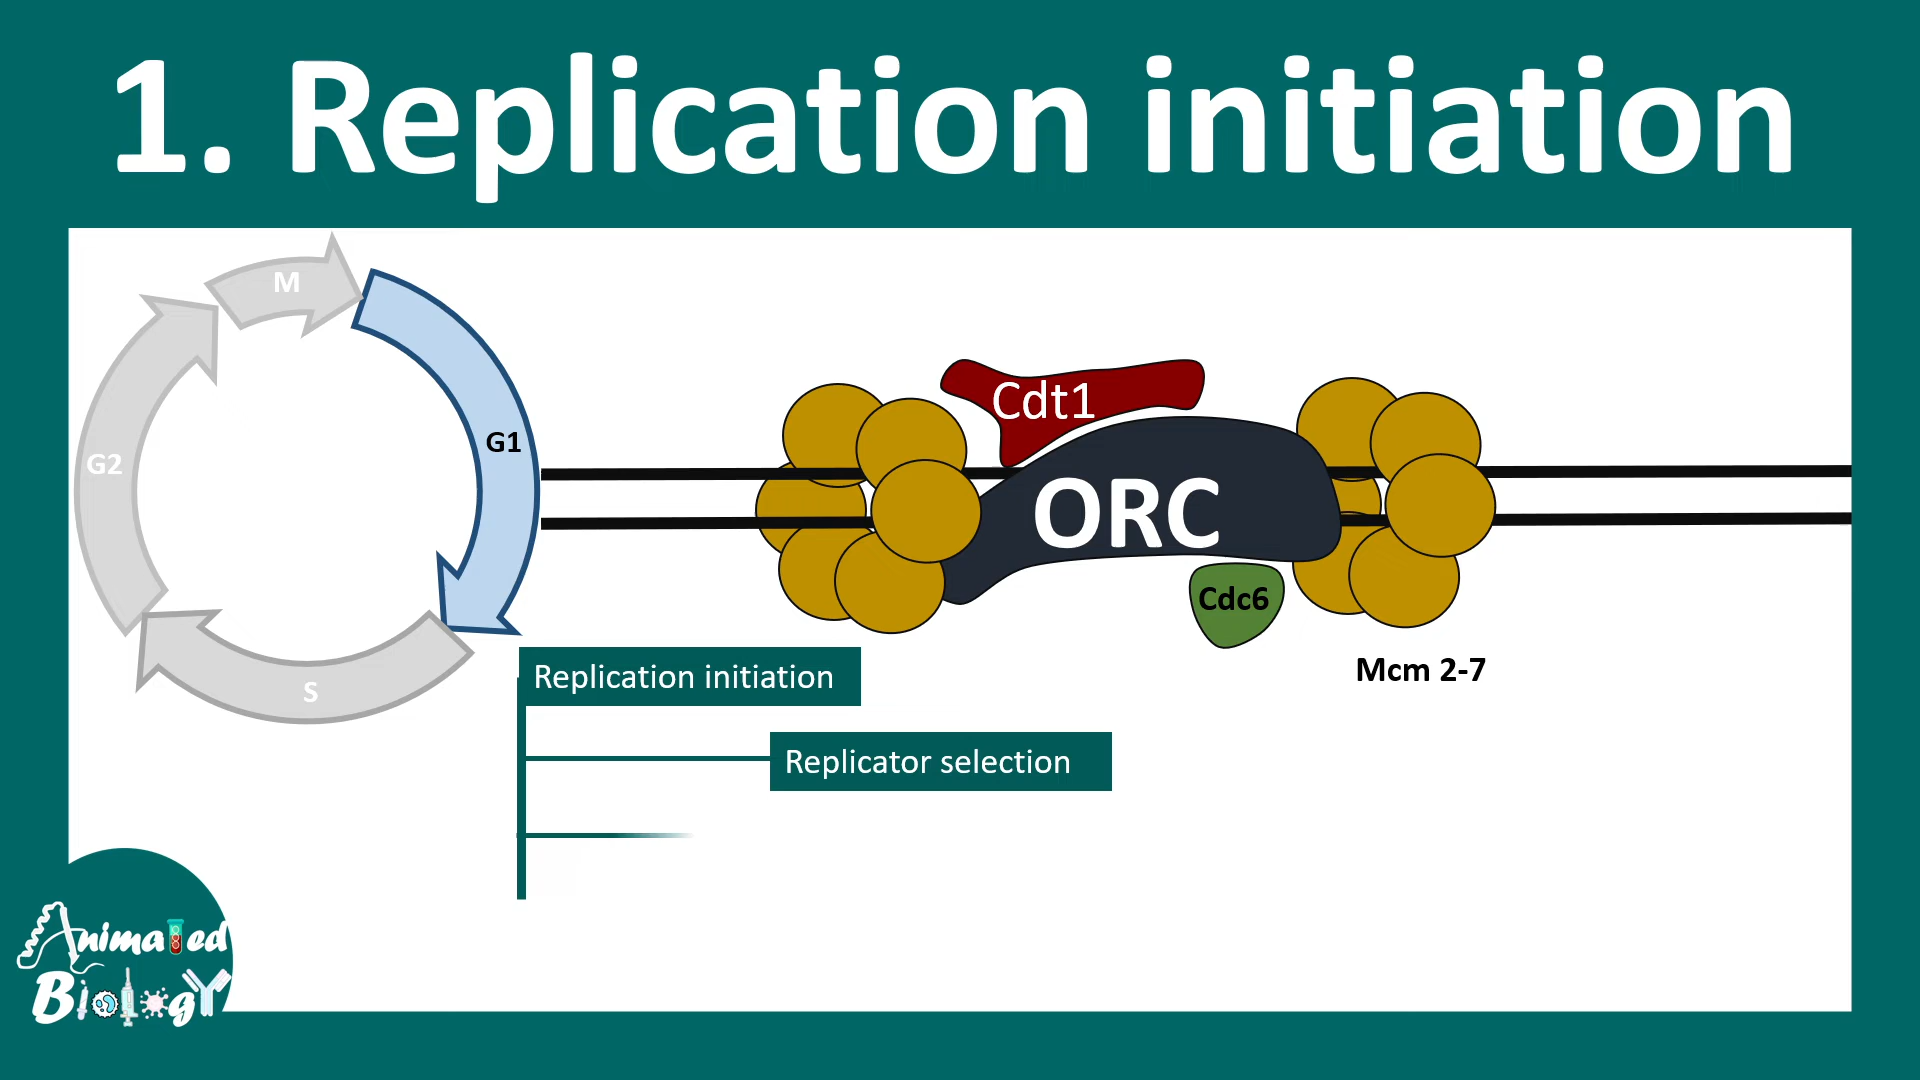 1. Replication initiation
M
G1
G2
S
Cdt1
ORC
Cdc6
Mcm 2-7
Replication initiation
Replicator selection
Animated
Biology